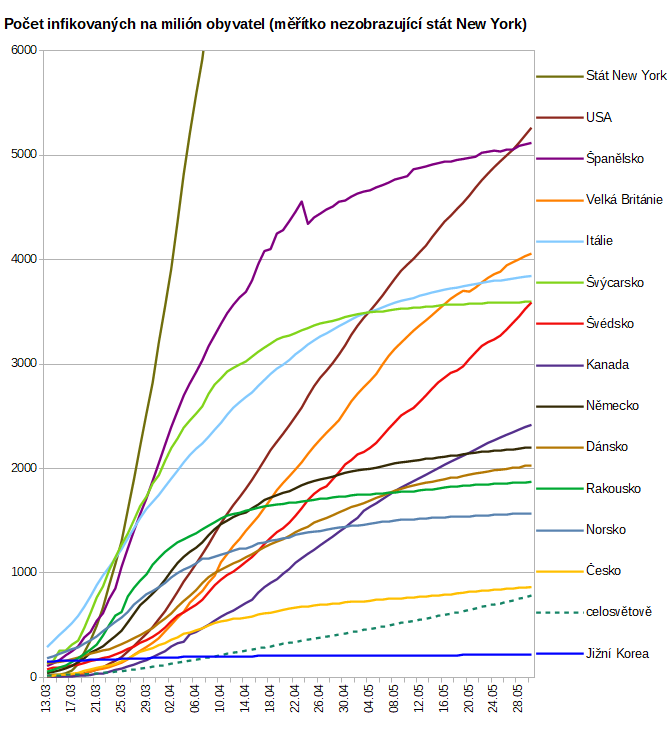 Počet infikovaných na milión obyvatel (měřítko nezobrazující stát New York)
6000
5000
4000
3000
2000
1000
0
13.03
17.03
21.03
25.03
29.03
02.04
06.04
10.04
14.04
18.04
22.04
26.04
30.04
04.05
08.05
12.05
16.05
20.05
24.05
28.05
Stát New York
USA
Španělsko
Velká Británie
Itálie
Švýcarsko
Švédsko
Kanada
Německo
Dánsko
Rakousko
Norsko
Česko
celosvětově
Jižní Korea